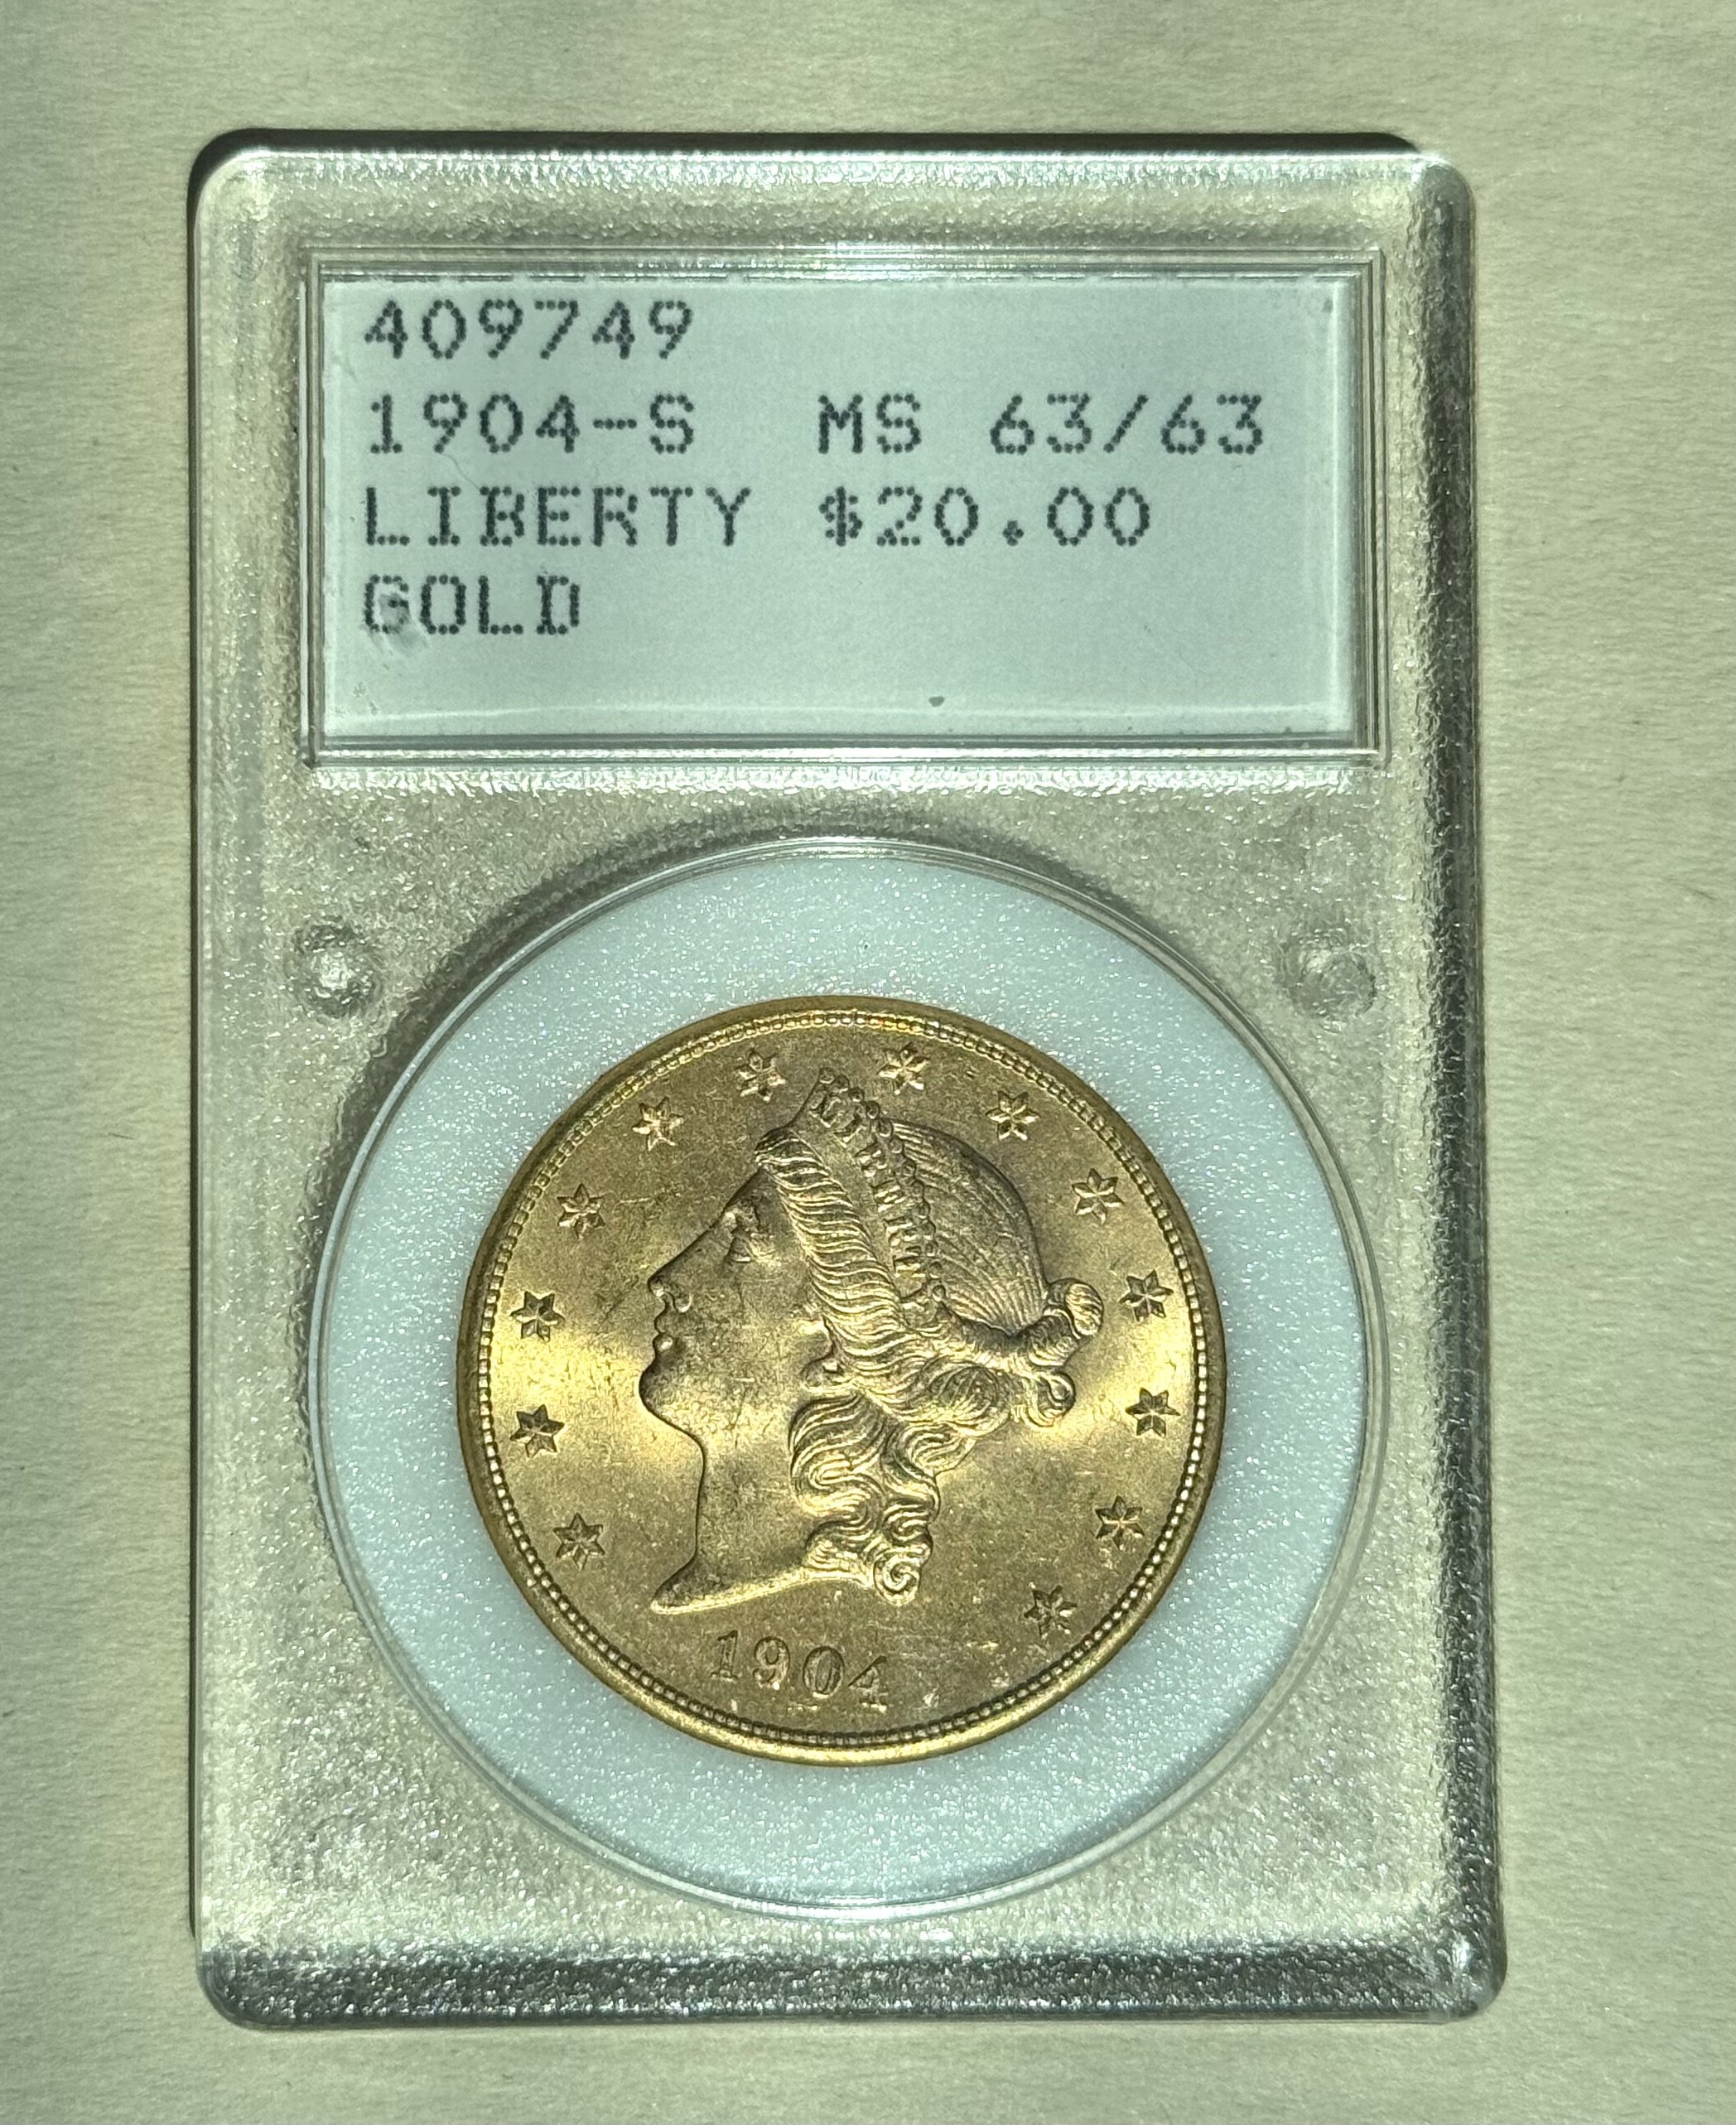 409749
1904-S MS 63/63
LIBERTY $20.00
GOLD
LIBERTY
1904